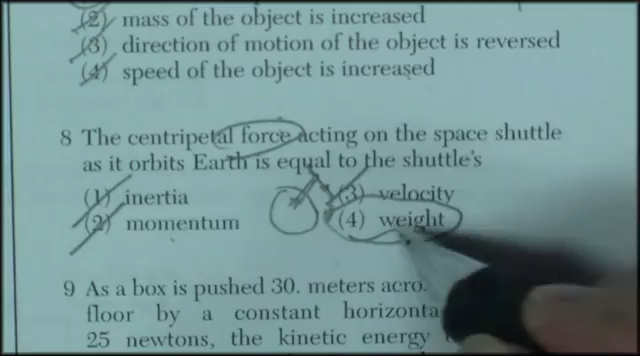 (2) mass of the object is increased
(3) direction of motion of the object is reversed
(4) speed of the object is increased
8 The centripetal force acting on the space shuttle
as it orbits Earth is equal to the shuttle's
(1) inertia (3) velocity
(2) momentum (4) weight
9 As a box is pushed 30. meters acro
floor by a constant horizonta
25 newtons, the kinetic energy